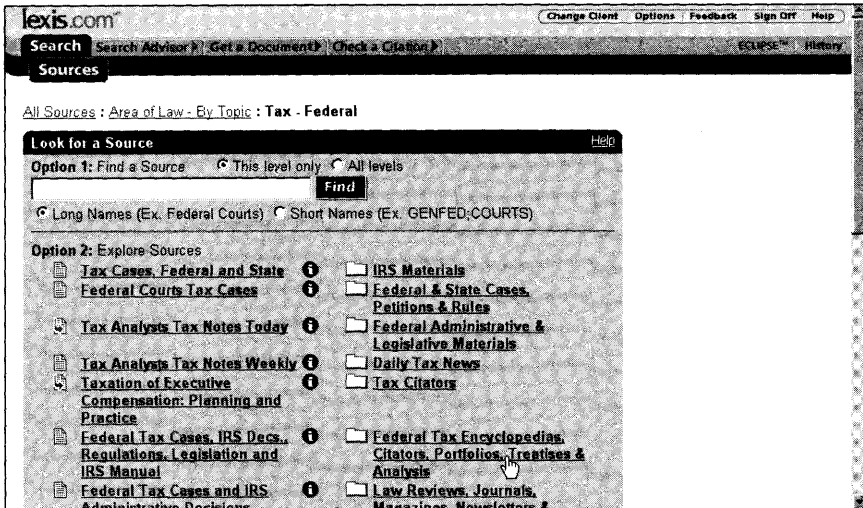 lexis.com™
Change Client Options Feedback Sign Off Help
Search Search Advisor Get a Document Check a Citation ECLIPSE™ History
Sources
All Sources : Area of Law - By Topic : Tax - Federal
Look for a Source Help
Option 1: Find a Source This level only All levels
Find
Long Names (Ex. Federal Courts) Short Names (Ex. GENFED;COURTS)
Option 2: Explore Sources
Tax Cases, Federal and State
Federal Courts Tax Cases
Tax Analysts Tax Notes Today
Tax Analysts Tax Notes Weekly
Taxation of Executive
Compensation: Planning and
Practice
Federal Tax Cases, IRS Decs.,
Regulations, Legislation and
IRS Manual
Federal Tax Cases and IRS
Administrative Decisions
IRS Materials
Federal & State Cases,
Petitions & Rules
Federal Administrative &
Legislative Materials
Daily Tax News
Tax Citators
Federal Tax Encyclopedias,
Citators, Portfolios, Treatises &
Analysis
Law Reviews, Journals,
Magazines, Newsletters &